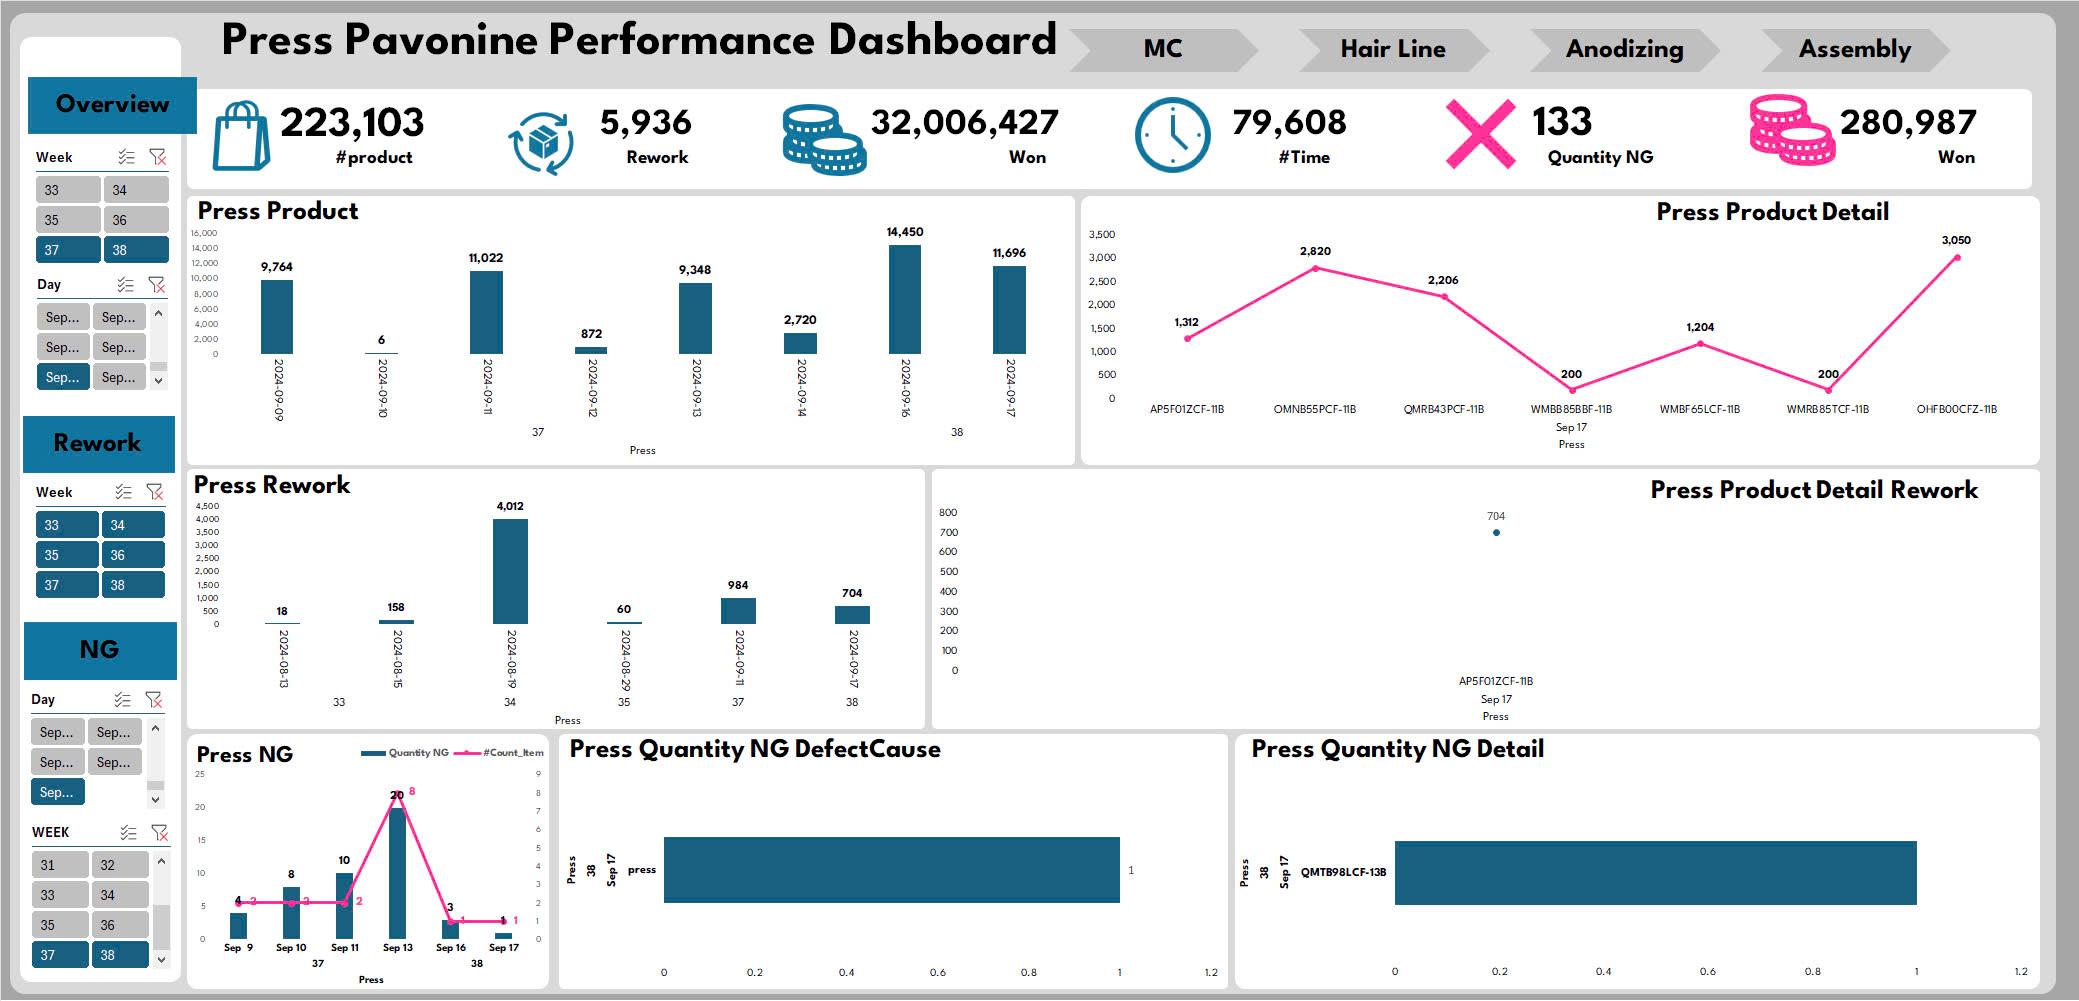 Press Pavonine Performance Dashboard
MC
Hair Line
Anodizing
Assembly
Overview
223,103
#product
5,936
Rework
32,006,427
Won
79,608
#Time
133
Quantity NG
280,987
Won
Week
33 34
35 36
37 38
Day
Sep... Sep...
Sep... Sep...
Sep... Sep...
Rework
Week
33 34
35 36
37 38
NG
Day
Sep... Sep...
Sep... Sep...
Sep...
WEEK
31 32
33 34
35 36
37 38
Press Product
16,000
14,000
12,000
10,000
8,000
6,000
4,000
2,000
0
9,764
6
11,022
872
9,348
2,720
14,450
11,696
2024-09-09
2024-09-10
2024-09-11
2024-09-12
2024-09-13
2024-09-14
2024-09-16
2024-09-17
37 38
Press
Press Product Detail
3,500
3,000
2,500
2,000
1,500
1,000
500
0
1,312
2,820
2,206
200
1,204
200
3,050
AP5F01ZCF-11B
OMNB55PCF-11B
QMRB43PCF-11B
WMBB85BBF-11B
WMBF65LCF-11B
WMRB85TCF-11B
OHFB00CFZ-11B
Sep 17
Press
Press Rework
4,500
4,000
3,500
3,000
2,500
2,000
1,500
1,000
500
0
18
158
4,012
60
984
704
2024-08-13
2024-08-15
2024-08-19
2024-08-29
2024-09-11
2024-09-17
33 34 35 37 38
Press
Press Product Detail Rework
800
700
600
500
400
300
200
100
0
704
AP5F01ZCF-11B
Sep 17
Press
Press NG
Quantity NG #Count_Item
25
20
15
10
5
0
9
8
7
6
5
4
3
2
1
0
4
8
10
20
3
1
2
2
2
8
1
1
Sep 9
Sep 10
Sep 11
Sep 13
Sep 16
Sep 17
37 38
Press
Press Quantity NG DefectCause
Press
38
Sep 17
press
1
0 0.2 0.4 0.6 0.8 1 1.2
Press Quantity NG Detail
Press
38
Sep 17
QMTB98LCF-13B
0 0.2 0.4 0.6 0.8 1 1.2